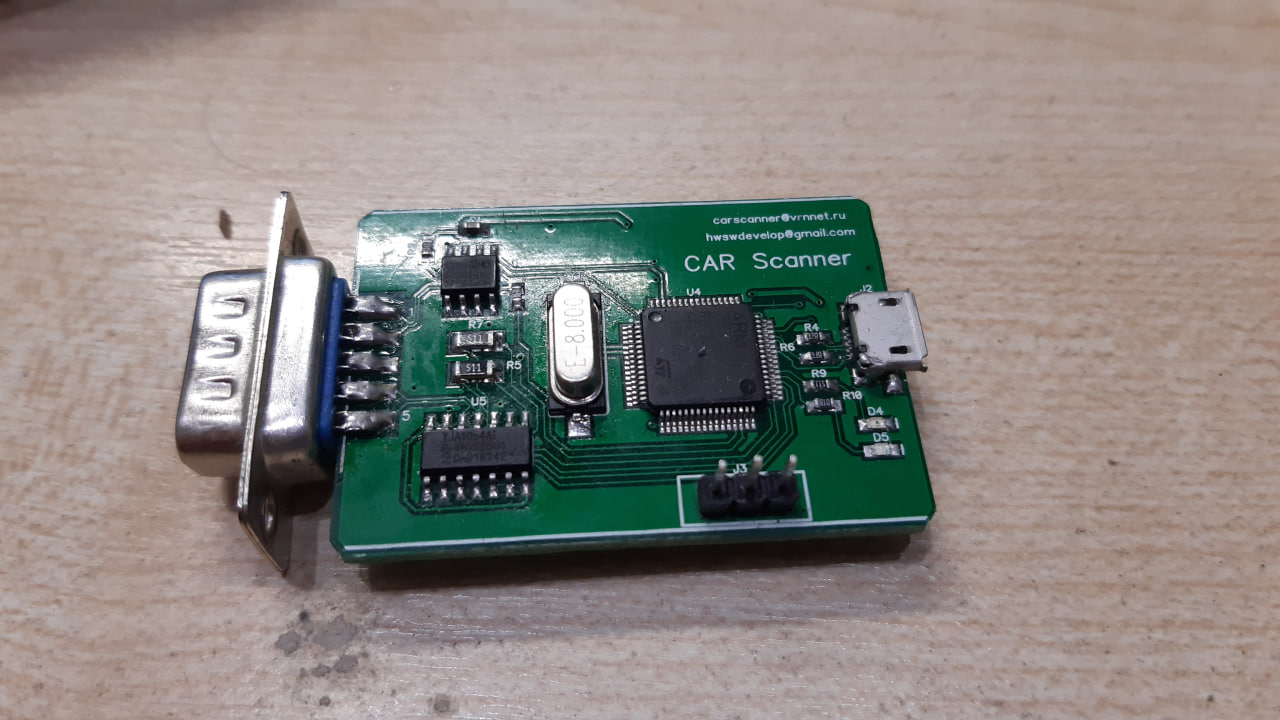 carscanner@vrnnet.ru
hwswdevelop@gmail.com
CAR Scanner
U4
J2
R7
R4
R6
511
R5
E-8.000
R9
R10
U5
5
D4
D5
J3